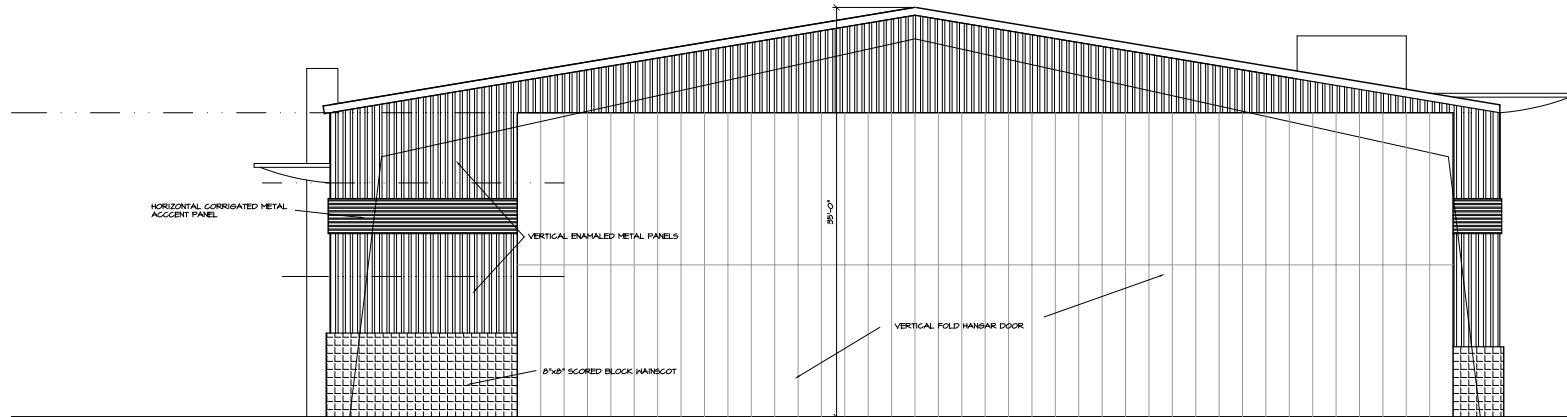 35'-0"
HORIZONTAL CORRIGATED METAL
ACCCENT PANEL
VERTICAL ENAMALED METAL PANELS
VERTICAL FOLD HANGAR DOOR
8"x8" SCORED BLOCK WAINSCOT